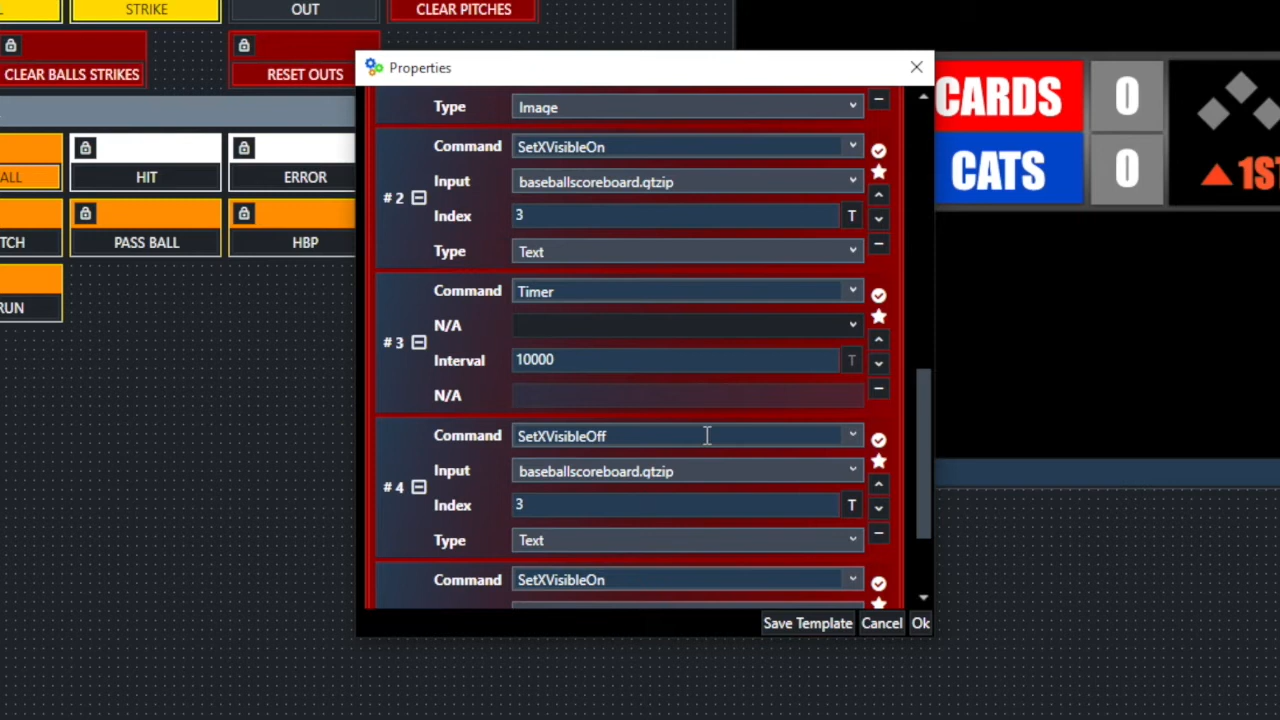 STRIKE
OUT
CLEAR PITCHES
CLEAR BALLS STRIKES
RESET OUTS
ALL
HIT
ERROR
TCH
PASS BALL
HBP
RUN
Properties
Type Image
# 2
Command SetXVisibleOn
Input baseballscoreboard.gtzip
Index 3 T
Type Text
# 3
Command Timer
N/A
Interval 10000 T
N/A
# 4
Command SetXVisibleOff
Input baseballscoreboard.gtzip
Index 3 T
Type Text
Command SetXVisibleOn
Save Template Cancel Ok
CARDS 0
CATS 0
1ST